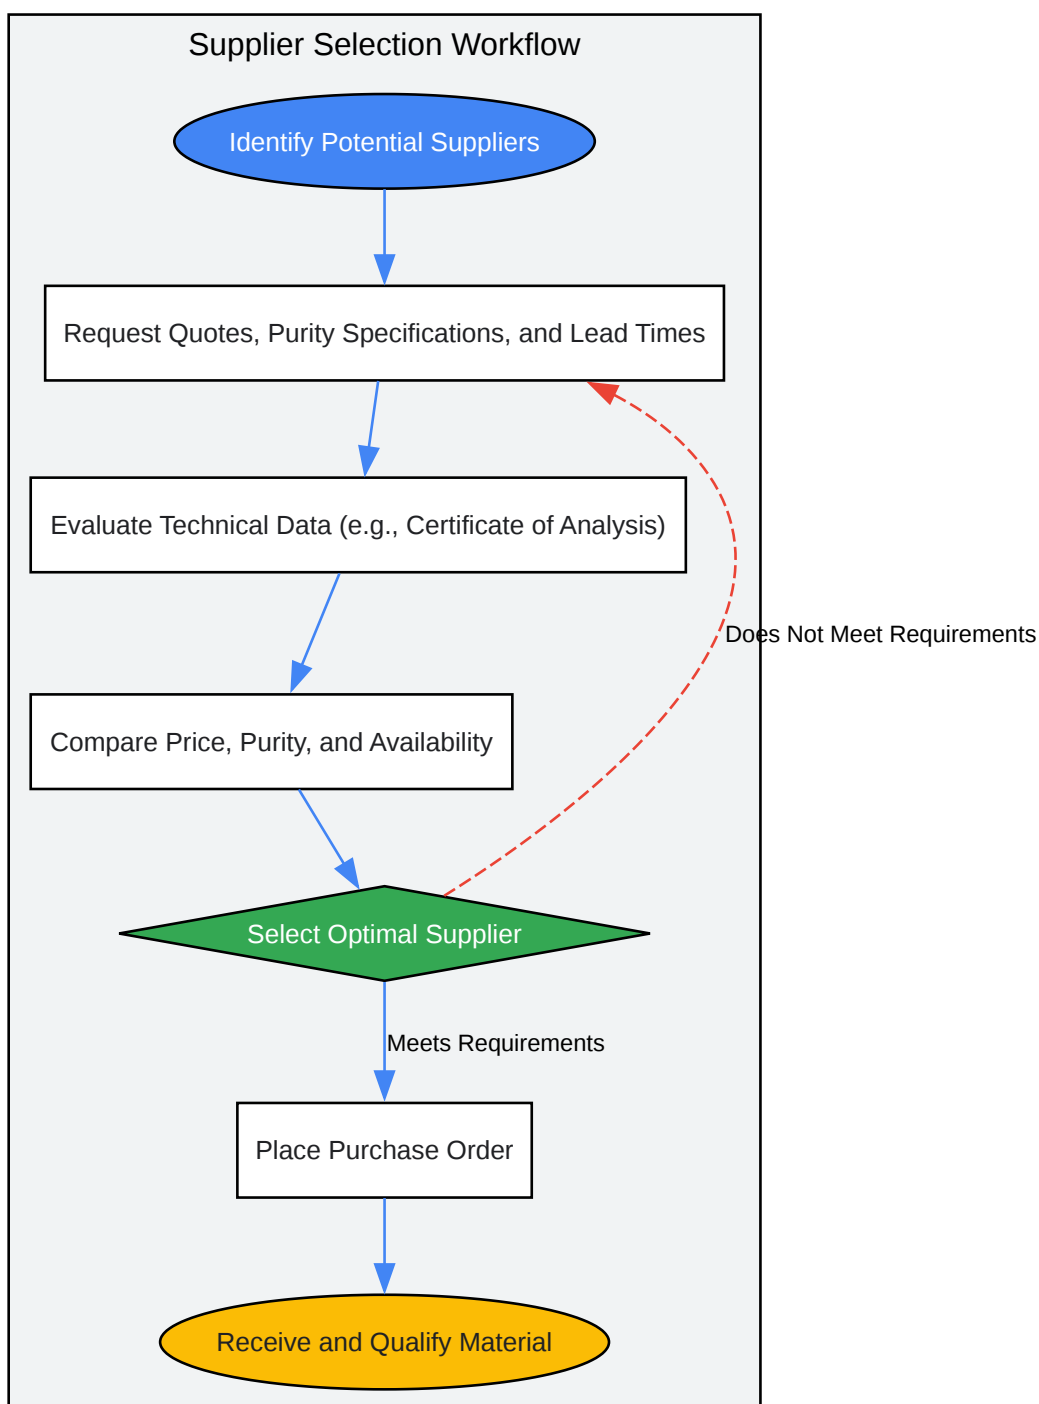 Supplier Selection Workflow
Identify Potential Suppliers
Request Quotes, Purity Specifications, and Lead Times
Evaluate Technical Data (e.g., Certificate of Analysis)
Does Not Meet Requirements
Compare Price, Purity, and Availability
Select Optimal Supplier
Meets Requirements
Place Purchase Order
Receive and Qualify Material